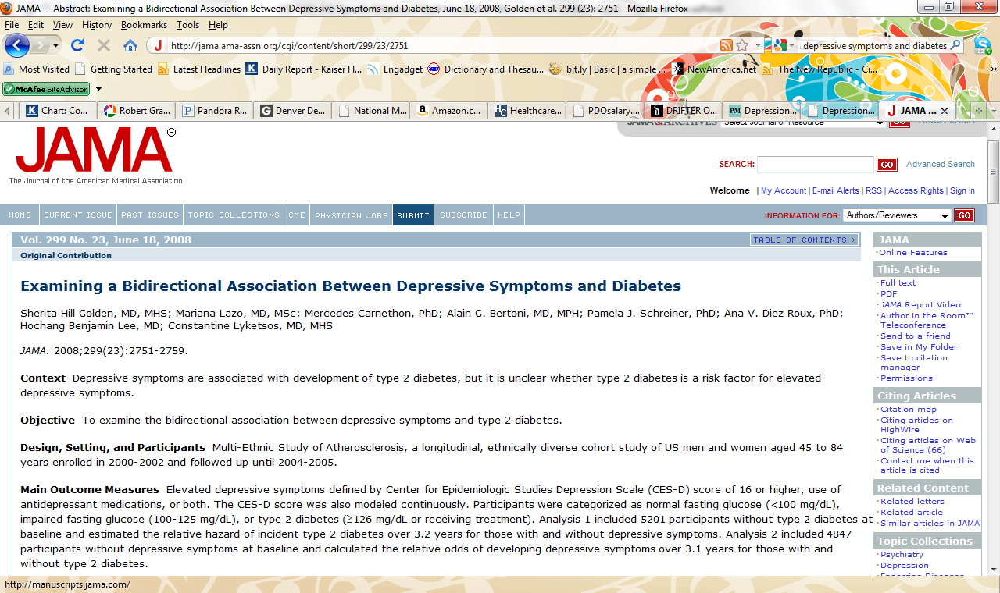 JAMA -- Abstract: Examining a Bidirectional Association Between Depressive Symptoms and Diabetes, June 18, 2008, Golden et al. 299 (23): 2751 - Mozilla Firefox
File Edit View History Bookmarks Tools Help
http://jama.ama-assn.org/cgi/content/short/299/23/2751
depressive symptoms and diabetes
Most Visited Getting Started Latest Headlines Daily Report - Kaiser H... Engadget Dictionary and Thesau... bit.ly | Basic | a simple ... NewAmerica.net The New Republic - Ci...
McAfee SiteAdvisor
Chart: Co... Robert Gra... Pandora R... Denver De... National M... Amazon.c... Healthcare... PDOsalary.... DRIFTER O... Depression... Depression... JAMA ...
JAMA&ARCHIVES Select Journal or Resource GO ABOUT JAMA
JAMA®
The Journal of the American Medical Association
SEARCH: GO Advanced Search
Welcome | My Account | E-mail Alerts | RSS | Access Rights | Sign In
HOME CURRENT ISSUE PAST ISSUES TOPIC COLLECTIONS CME PHYSICIAN JOBS SUBMIT SUBSCRIBE HELP
INFORMATION FOR: Authors/Reviewers GO
Vol. 299 No. 23, June 18, 2008 TABLE OF CONTENTS >
Original Contribution
Examining a Bidirectional Association Between Depressive Symptoms and Diabetes
Sherita Hill Golden, MD, MHS; Mariana Lazo, MD, MSc; Mercedes Carnethon, PhD; Alain G. Bertoni, MD, MPH; Pamela J. Schreiner, PhD; Ana V. Diez Roux, PhD;
Hochang Benjamin Lee, MD; Constantine Lyketsos, MD, MHS
JAMA. 2008;299(23):2751-2759.
Context Depressive symptoms are associated with development of type 2 diabetes, but it is unclear whether type 2 diabetes is a risk factor for elevated
depressive symptoms.
Objective To examine the bidirectional association between depressive symptoms and type 2 diabetes.
Design, Setting, and Participants Multi-Ethnic Study of Atherosclerosis, a longitudinal, ethnically diverse cohort study of US men and women aged 45 to 84
years enrolled in 2000-2002 and followed up until 2004-2005.
Main Outcome Measures Elevated depressive symptoms defined by Center for Epidemiologic Studies Depression Scale (CES-D) score of 16 or higher, use of
antidepressant medications, or both. The CES-D score was also modeled continuously. Participants were categorized as normal fasting glucose (<100 mg/dL),
impaired fasting glucose (100-125 mg/dL), or type 2 diabetes (≥126 mg/dL or receiving treatment). Analysis 1 included 5201 participants without type 2 diabetes at
baseline and estimated the relative hazard of incident type 2 diabetes over 3.2 years for those with and without depressive symptoms. Analysis 2 included 4847
participants without depressive symptoms at baseline and calculated the relative odds of developing depressive symptoms over 3.1 years for those with and
without type 2 diabetes.
JAMA
Online Features
This Article
Full text
PDF
JAMA Report Video
Author in the Room™
Teleconference
Send to a friend
Save in My Folder
Save to citation
manager
Permissions
Citing Articles
Citation map
Citing articles on
HighWire
Citing articles on Web
of Science (66)
Contact me when this
article is cited
Related Content
Related letters
Related article
Similar articles in JAMA
Topic Collections
Psychiatry
Depression
Endocrine Diseases
http://manuscripts.jama.com/